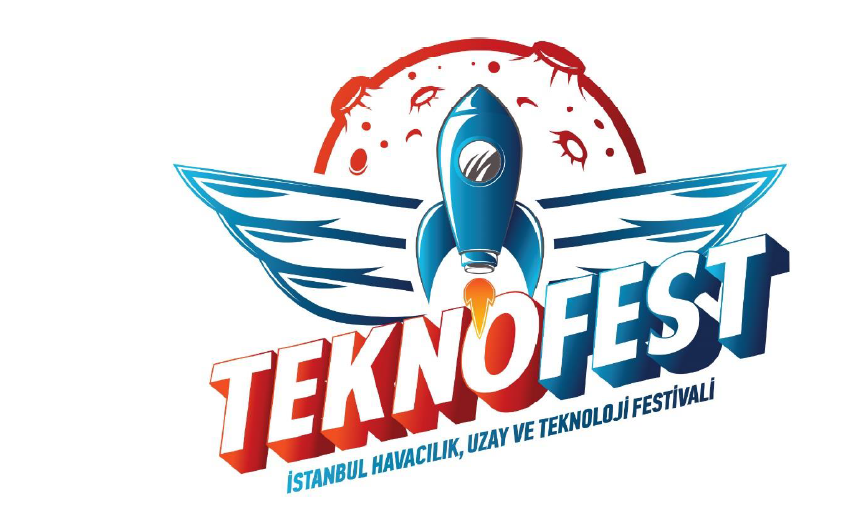 TEKNOFEST
İSTANBUL HAVACILIK, UZAY VE TEKNOLOJİ FESTİVALİ